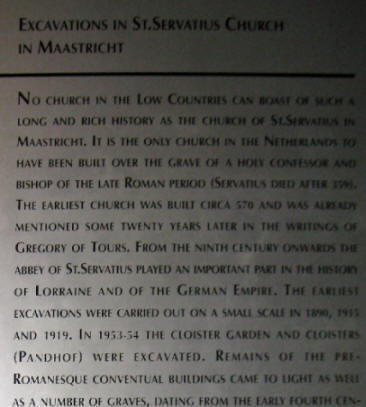 EXCAVATIONS IN ST.SERVATIUS CHURCH
IN MAASTRICHT
NO CHURCH IN THE LOW COUNTRIES CAN BOAST OF SUCH A
LONG AND RICH HISTORY AS THE CHURCH OF ST.SERVATIUS IN
MAASTRICHT. IT IS THE ONLY CHURCH IN THE NETHERLANDS TO
HAVE BEEN BUILT OVER THE GRAVE OF A HOLY CONFESSOR AND
BISHOP OF THE LATE ROMAN PERIOD (SERVATIUS DIED AFTER 359).
THE EARLIEST CHURCH WAS BUILT CIRCA 570 AND WAS ALREADY
MENTIONED SOME TWENTY YEARS LATER IN THE WRITINGS OF
GREGORY OF TOURS. FROM THE NINTH CENTURY ONWARDS THE
ABBEY OF ST.SERVATIUS PLAYED AN IMPORTANT PART IN THE HISTORY
OF LORRAINE AND OF THE GERMAN EMPIRE. THE EARLIEST
EXCAVATIONS WERE CARRIED OUT ON A SMALL SCALE IN 1890, 1915
AND 1919. IN 1953-54 THE CLOISTER GARDEN AND CLOISTERS
(PANDHOF) WERE EXCAVATED. REMAINS OF THE PRE-
ROMANESQUE CONVENTUAL BUILDINGS CAME TO LIGHT AS WELL
AS A NUMBER OF GRAVES, DATING FROM THE EARLY FOURTH CEN-